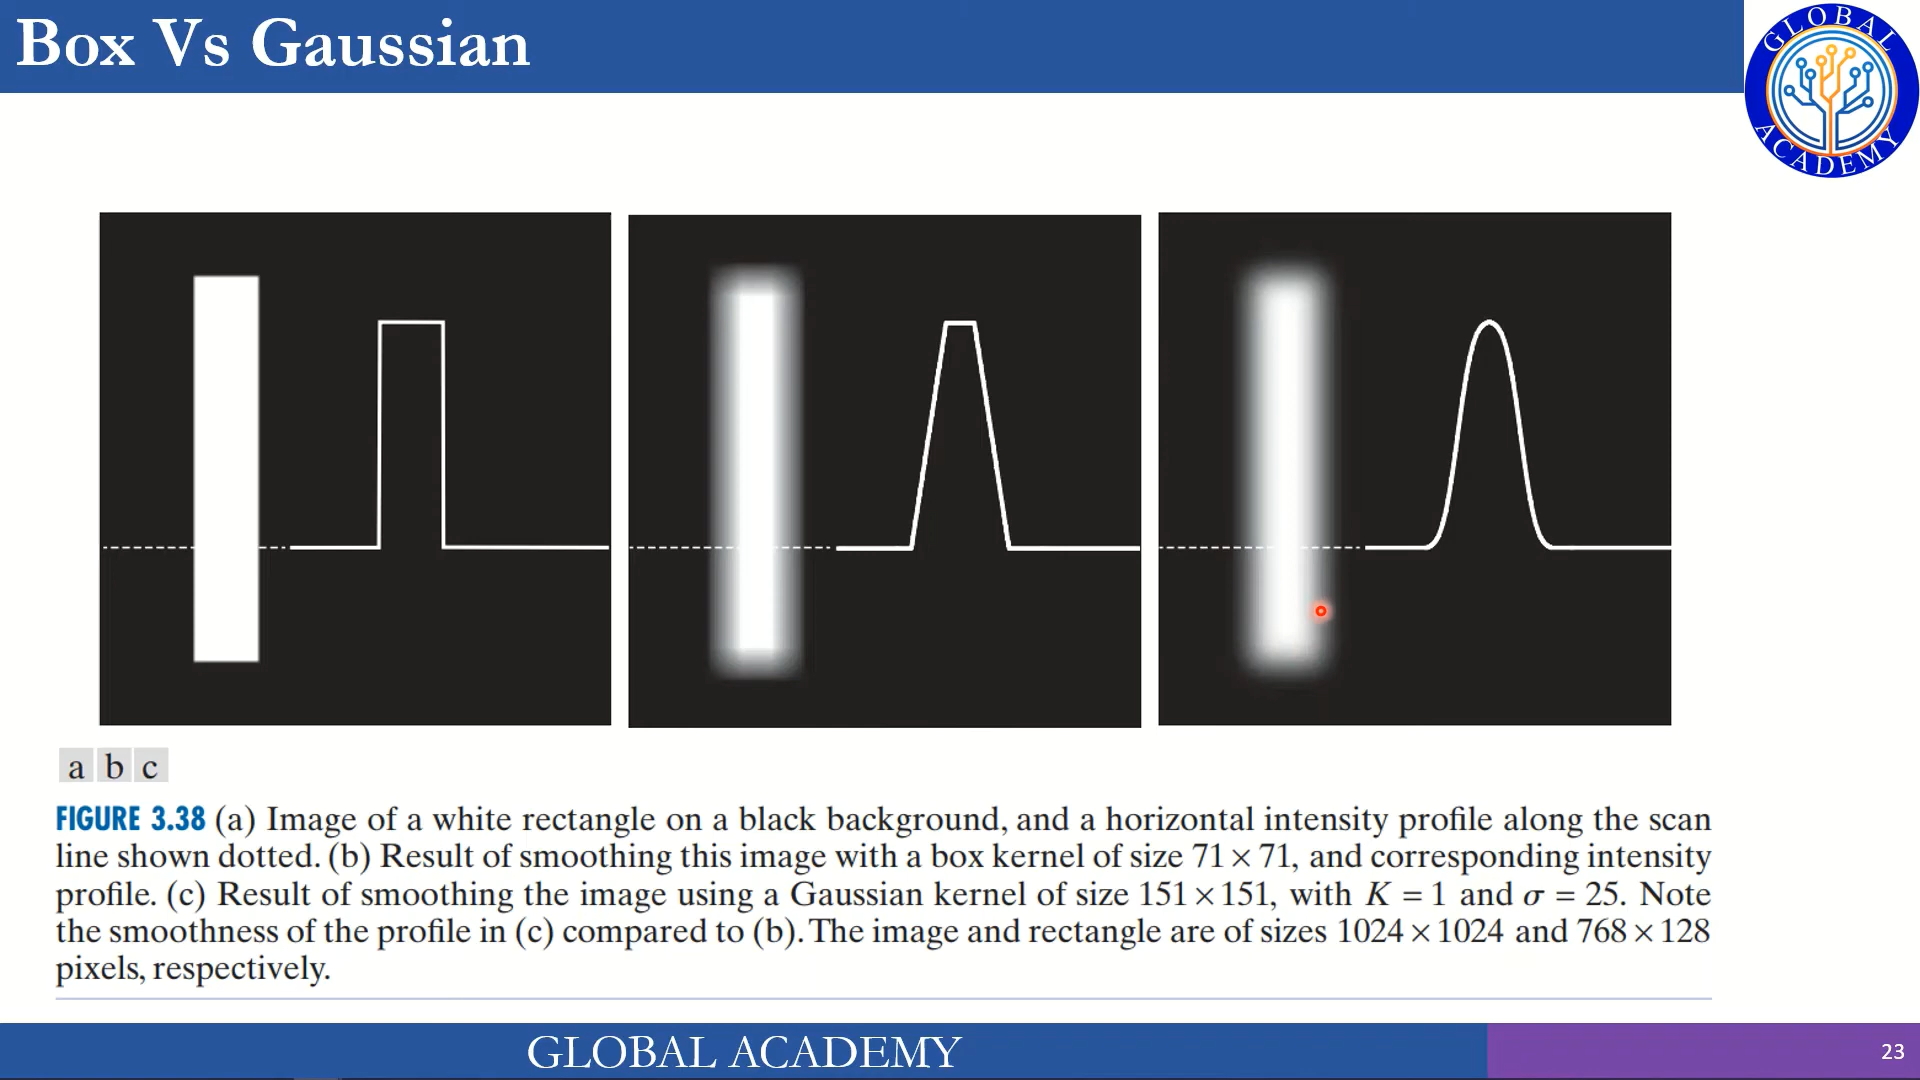 Box Vs Gaussian
GLOBAL
ACADEMY
a b c
FIGURE 3.38 (a) Image of a white rectangle on a black background, and a horizontal intensity profile along the scan
line shown dotted. (b) Result of smoothing this image with a box kernel of size 71 × 71, and corresponding intensity
profile. (c) Result of smoothing the image using a Gaussian kernel of size 151 × 151, with K = 1 and σ = 25. Note
the smoothness of the profile in (c) compared to (b). The image and rectangle are of sizes 1024 × 1024 and 768 × 128
pixels, respectively.
GLOBAL ACADEMY
23